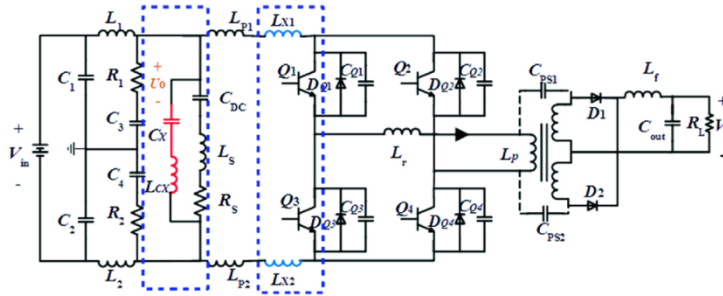 L1
LP1
LX1
C1
R1
+
U0
-
CDC
Q1
DQ1
CQ1
Q2
DQ2
CQ2
CPS1
Lf
+
Vin
-
C3
CX
LS
Lr
Lp
D1
Cout
RL
+
V
-
C4
LCX
C2
R2
RS
Q3
DQ3
CQ3
Q4
DQ4
CQ4
D2
CPS2
L2
LP2
LX2